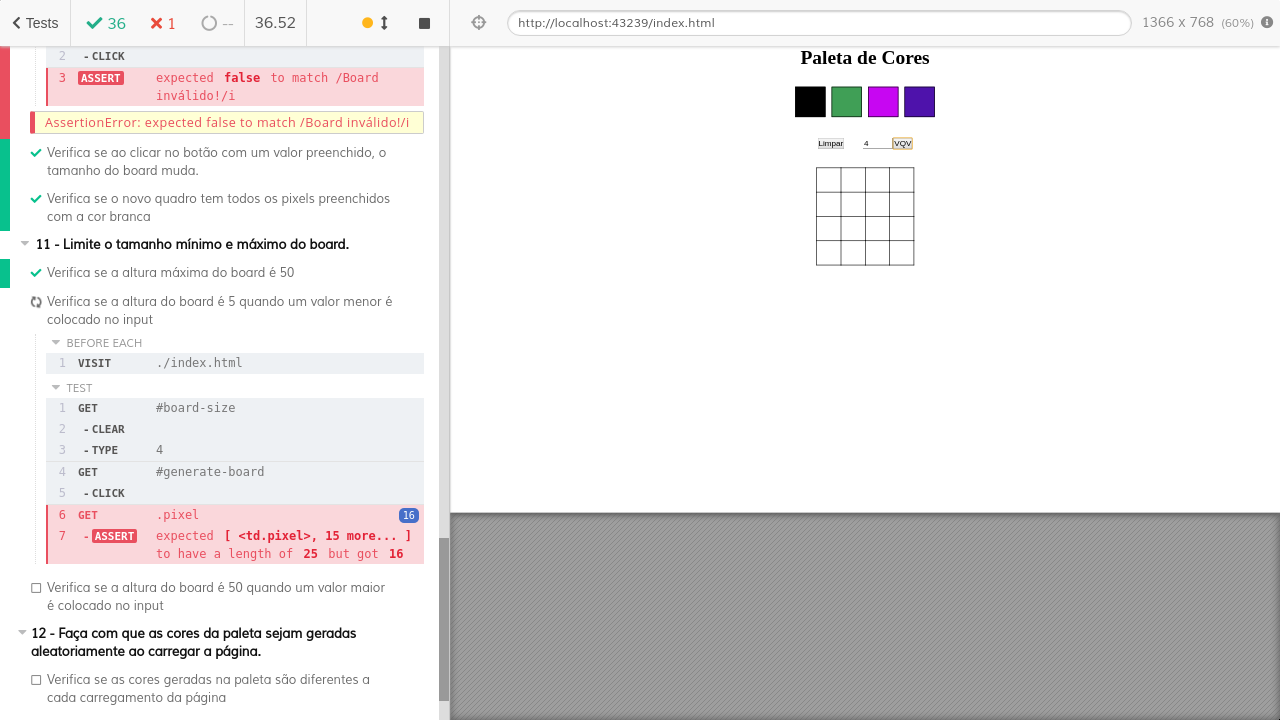 Tests
36
1
--
36.52
http://localhost:43239/index.html
1366 x 768 (60%)
2 - CLICK
3 ASSERT expected false to match /Board
inválido!/i
AssertionError: expected false to match /Board inválido!/i
Verifica se ao clicar no botão com um valor preenchido, o
tamanho do board muda.
Verifica se o novo quadro tem todos os pixels preenchidos
com a cor branca
11 - Limite o tamanho mínimo e máximo do board.
Verifica se a altura máxima do board é 50
Verifica se a altura do board é 5 quando um valor menor é
colocado no input
BEFORE EACH
1 VISIT ./index.html
TEST
1 GET #board-size
2 - CLEAR
3 - TYPE 4
4 GET #generate-board
5 - CLICK
6 GET .pixel 16
7 - ASSERT expected [ <td.pixel>, 15 more... ]
to have a length of 25 but got 16
Verifica se a altura do board é 50 quando um valor maior
é colocado no input
12 - Faça com que as cores da paleta sejam geradas
aleatoriamente ao carregar a página.
Verifica se as cores geradas na paleta são diferentes a
cada carregamento da página
Paleta de Cores
Limpar 4 VQV